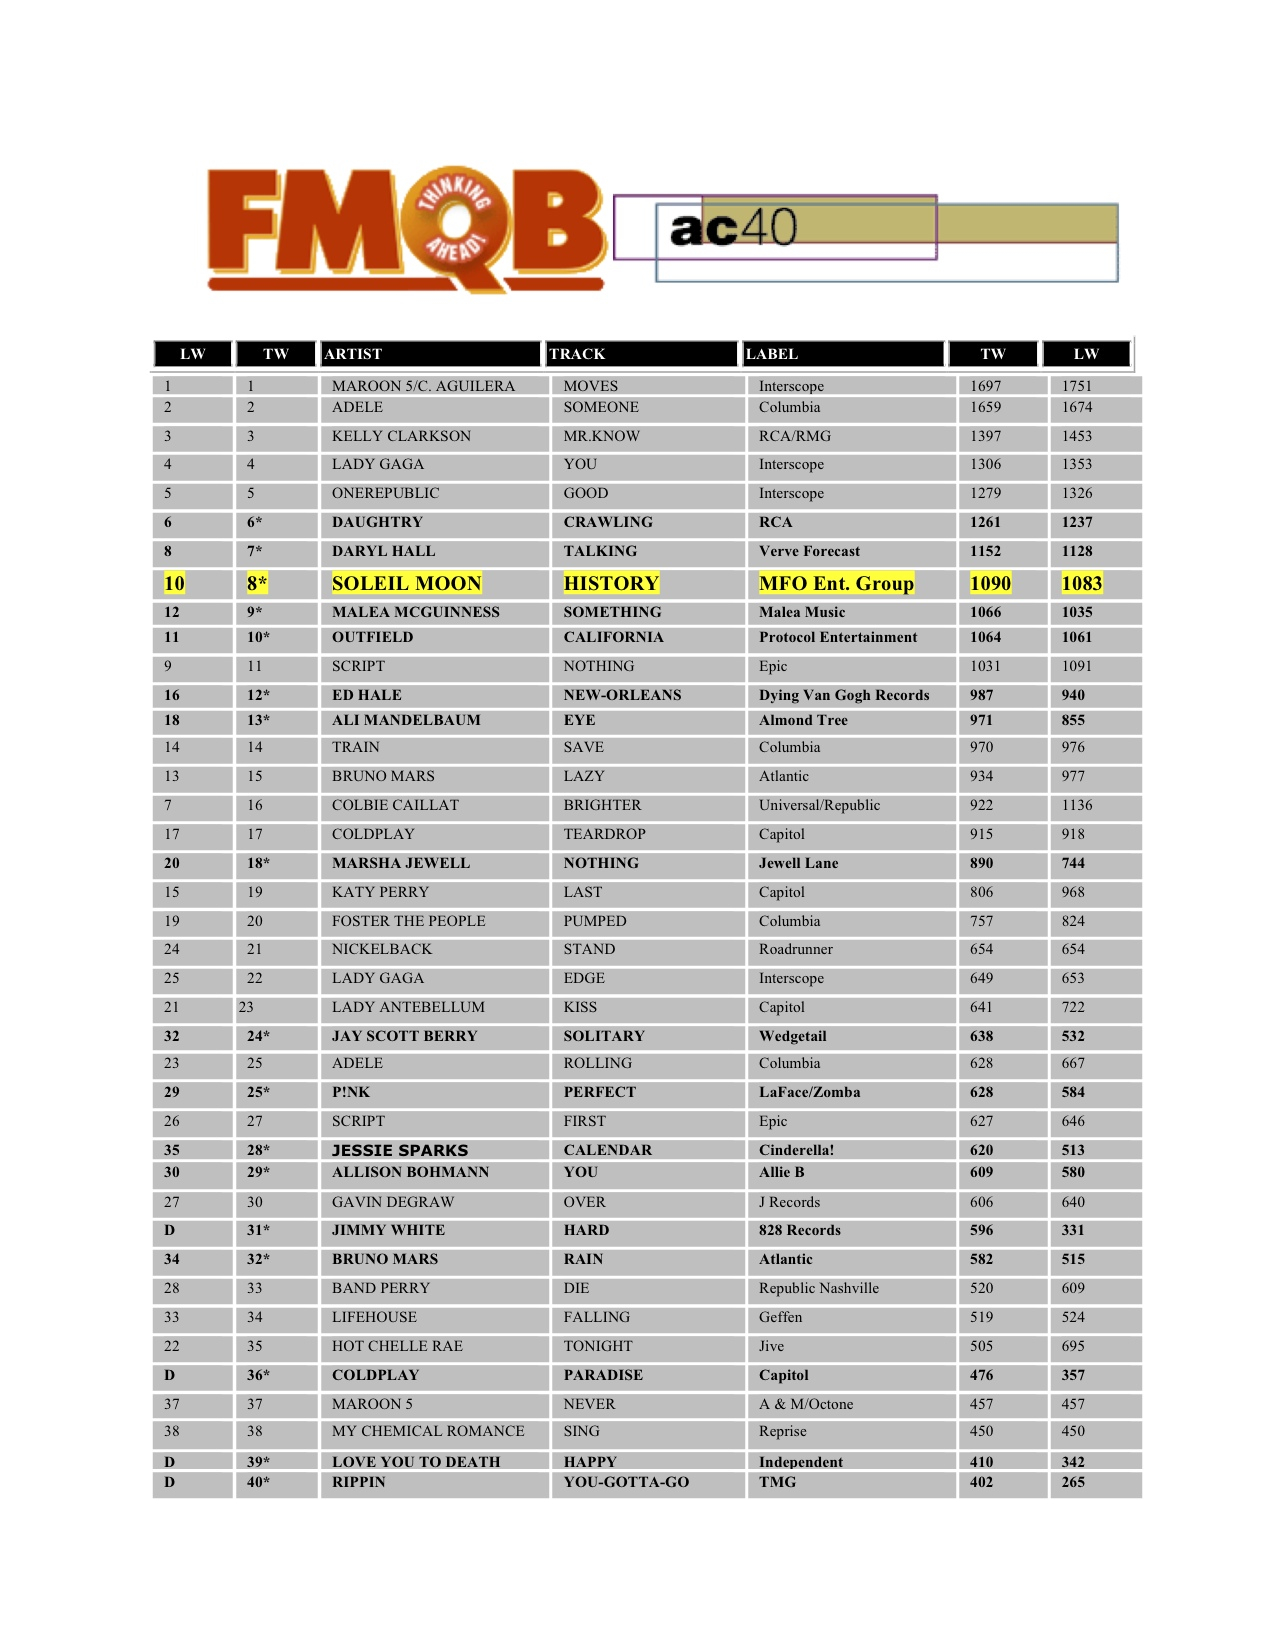 FMQB THINKING AHEAD!
ac40
LW TW ARTIST TRACK LABEL TW LW
1 1 MAROON 5/C. AGUILERA MOVES Interscope 1697 1751
2 2 ADELE SOMEONE Columbia 1659 1674
3 3 KELLY CLARKSON MR.KNOW RCA/RMG 1397 1453
4 4 LADY GAGA YOU Interscope 1306 1353
5 5 ONEREPUBLIC GOOD Interscope 1279 1326
6 6* DAUGHTRY CRAWLING RCA 1261 1237
8 7* DARYL HALL TALKING Verve Forecast 1152 1128
10 8* SOLEIL MOON HISTORY MFO Ent. Group 1090 1083
12 9* MALEA MCGUINNESS SOMETHING Malea Music 1066 1035
11 10* OUTFIELD CALIFORNIA Protocol Entertainment 1064 1061
9 11 SCRIPT NOTHING Epic 1031 1091
16 12* ED HALE NEW-ORLEANS Dying Van Gogh Records 987 940
18 13* ALI MANDELBAUM EYE Almond Tree 971 855
14 14 TRAIN SAVE Columbia 970 976
13 15 BRUNO MARS LAZY Atlantic 934 977
7 16 COLBIE CAILLAT BRIGHTER Universal/Republic 922 1136
17 17 COLDPLAY TEARDROP Capitol 915 918
20 18* MARSHA JEWELL NOTHING Jewell Lane 890 744
15 19 KATY PERRY LAST Capitol 806 968
19 20 FOSTER THE PEOPLE PUMPED Columbia 757 824
24 21 NICKELBACK STAND Roadrunner 654 654
25 22 LADY GAGA EDGE Interscope 649 653
21 23 LADY ANTEBELLUM KISS Capitol 641 722
32 24* JAY SCOTT BERRY SOLITARY Wedgetail 638 532
23 25 ADELE ROLLING Columbia 628 667
29 25* P!NK PERFECT LaFace/Zomba 628 584
26 27 SCRIPT FIRST Epic 627 646
35 28* JESSIE SPARKS CALENDAR Cinderella! 620 513
30 29* ALLISON BOHMANN YOU Allie B 609 580
27 30 GAVIN DEGRAW OVER J Records 606 640
D 31* JIMMY WHITE HARD 828 Records 596 331
34 32* BRUNO MARS RAIN Atlantic 582 515
28 33 BAND PERRY DIE Republic Nashville 520 609
33 34 LIFEHOUSE FALLING Geffen 519 524
22 35 HOT CHELLE RAE TONIGHT Jive 505 695
D 36* COLDPLAY PARADISE Capitol 476 357
37 37 MAROON 5 NEVER A & M/Octone 457 457
38 38 MY CHEMICAL ROMANCE SING Reprise 450 450
D 39* LOVE YOU TO DEATH HAPPY Independent 410 342
D 40* RIPPIN YOU-GOTTA-GO TMG 402 265